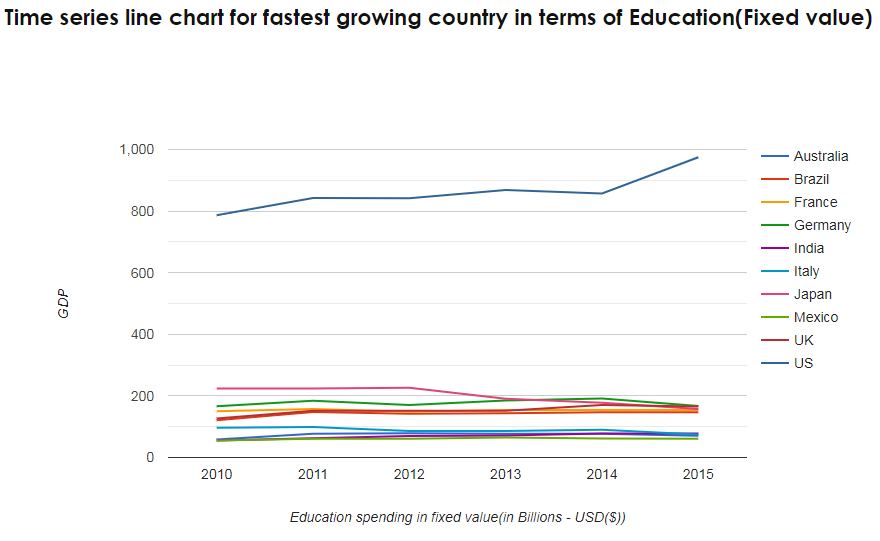 Time series line chart for fastest growing country in terms of Education(Fixed value)
1,000
800
600
400
200
0
GDP
2010 2011 2012 2013 2014 2015
Education spending in fixed value(in Billions - USD($))
Australia
Brazil
France
Germany
India
Italy
Japan
Mexico
UK
US